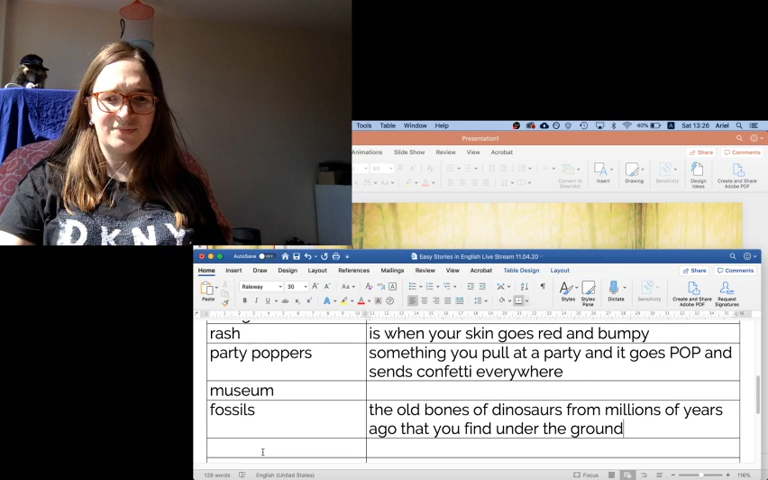 DKNY
Tools Table Window Help 40% Sat 13:26 Ariel
Presentation1
Animations Slide Show Review View Acrobat Share Comments
Convert to SmartArt Insert Drawing Design Ideas Sensitivity Create and Share Adobe PDF
AutoSave Easy Stories in English Live Stream 11.04.20
Home Insert Draw Design Layout References Mailings Review View Acrobat Table Design Layout Share Comments
Paste Raleway 30 Styles Styles Pane Dictate Sensitivity Create and Share Adobe PDF Request Signatures
rash is when your skin goes red and bumpy
party poppers something you pull at a party and it goes POP and
sends confetti everywhere
museum
fossils the old bones of dinosaurs from millions of years
ago that you find under the ground
129 words English (United States) Focus 116%